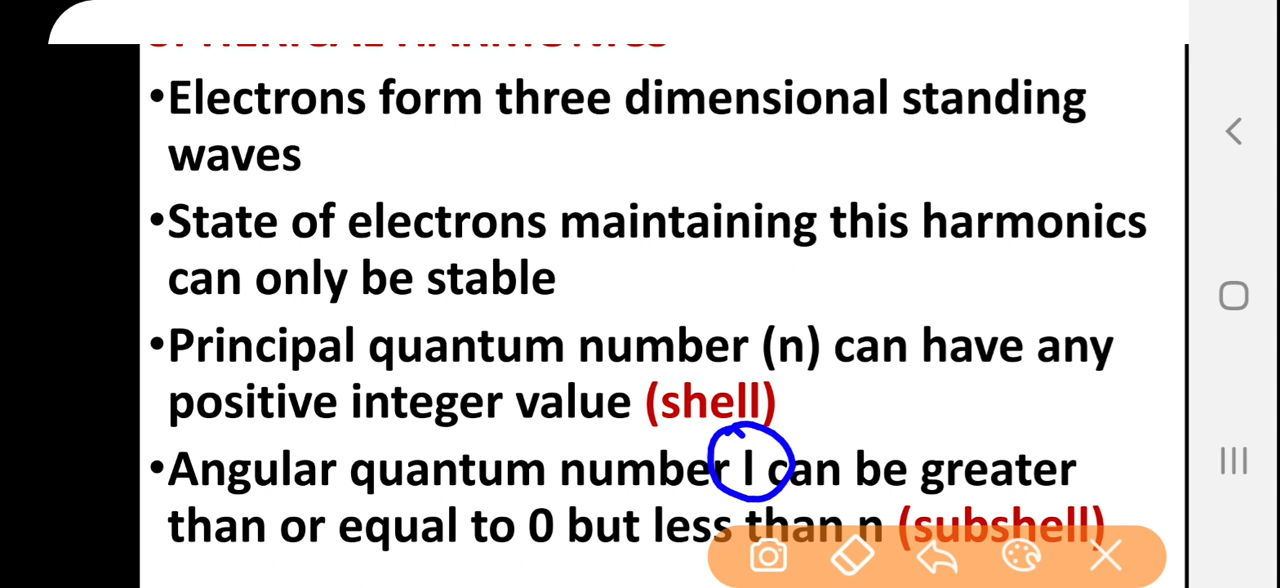 SPHERICAL HARMONICS
•Electrons form three dimensional standing
waves
•State of electrons maintaining this harmonics
can only be stable
•Principal quantum number (n) can have any
positive integer value (shell)
•Angular quantum number l can be greater
than or equal to 0 but less than n (subshell)